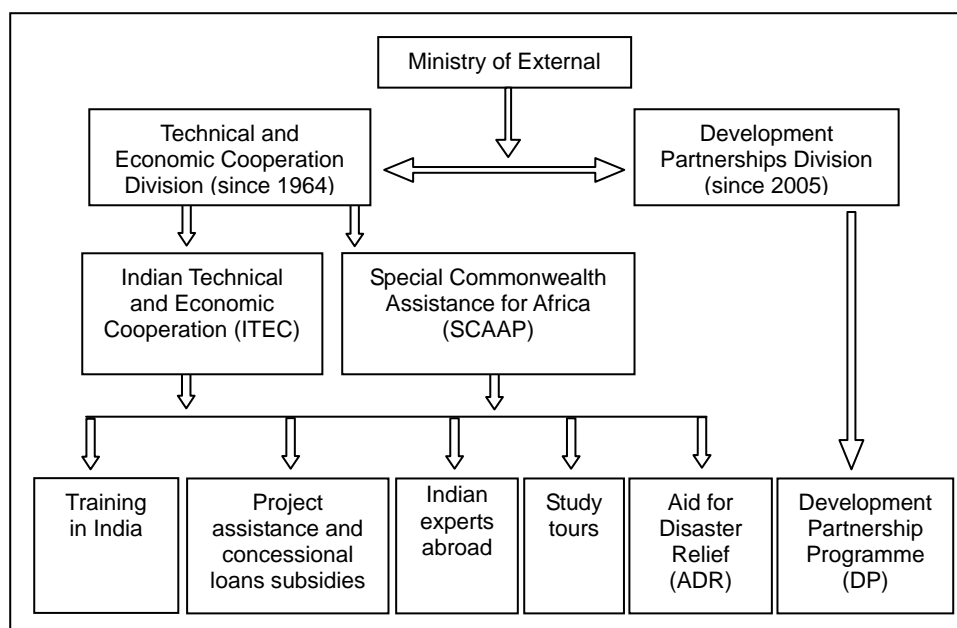 Ministry of External
Technical and
Economic Cooperation
Division (since 1964)
Development
Partnerships Division
(since 2005)
Indian Technical
and Economic
Cooperation (ITEC)
Special Commonwealth
Assistance for Africa
(SCAAP)
Training
in India
Project
assistance and
concessional
loans subsidies
Indian
experts
abroad
Study
tours
Aid for
Disaster
Relief
(ADR)
Development
Partnership
Programme
(DP)